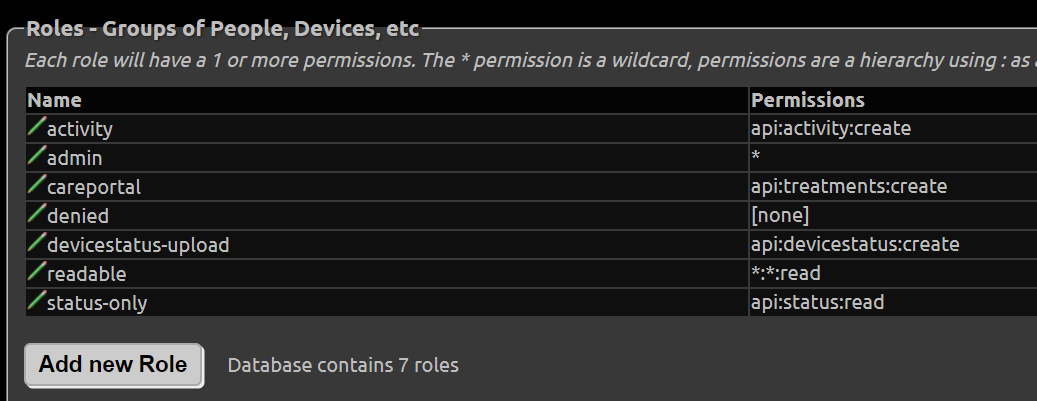 Roles - Groups of People, Devices, etc
Each role will have a 1 or more permissions. The * permission is a wildcard, permissions are a hierarchy using : as
Name Permissions
activity api:activity:create
admin *
careportal api:treatments:create
denied [none]
devicestatus-upload api:devicestatus:create
readable *:*:read
status-only api:status:read
Add new Role Database contains 7 roles